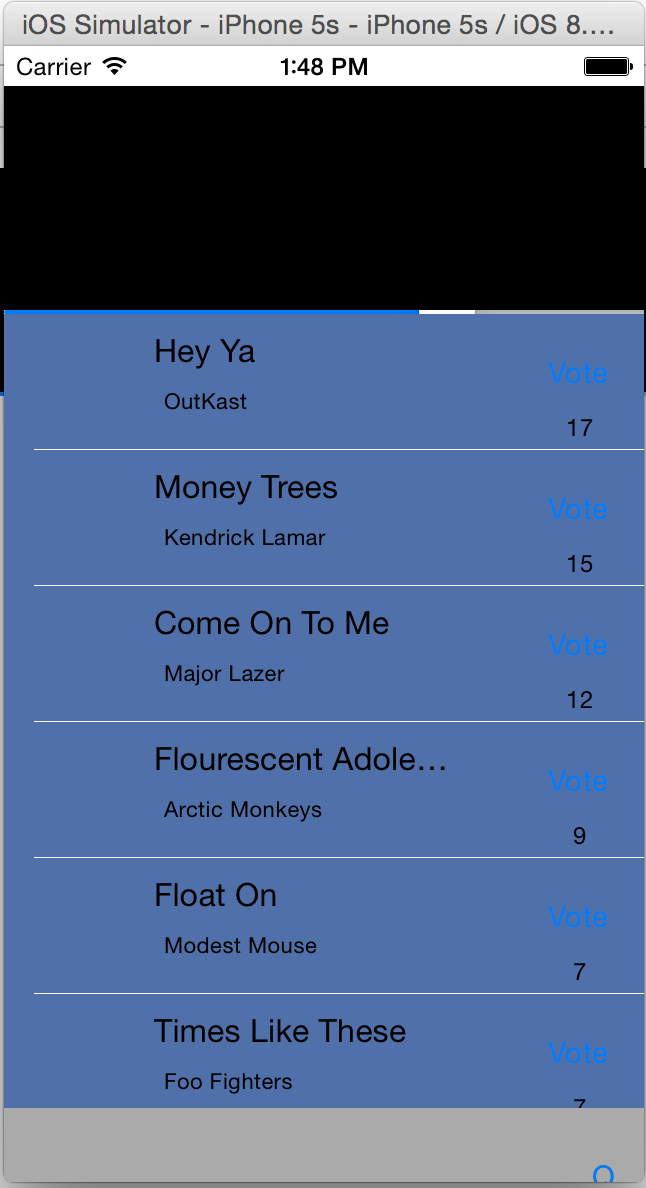 iOS Simulator - iPhone 5s - iPhone 5s / iOS 8....
Carrier 1:48 PM
Hey Ya
Vote
OutKast
17
Money Trees
Vote
Kendrick Lamar
15
Come On To Me
Vote
Major Lazer
12
Flourescent Adole...
Vote
Arctic Monkeys
9
Float On
Vote
Modest Mouse
7
Times Like These
Vote
Foo Fighters
7